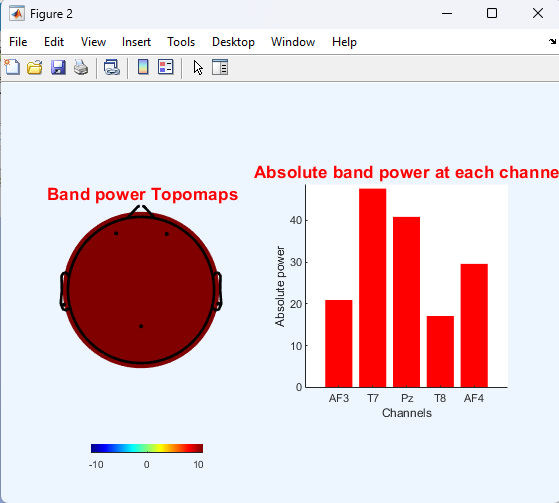 Figure 2
File Edit View Insert Tools Desktop Window Help
Band power Topomaps
-10 0 10
Absolute band power at each channe
Absolute power
40
30
20
10
0
AF3 T7 Pz T8 AF4
Channels